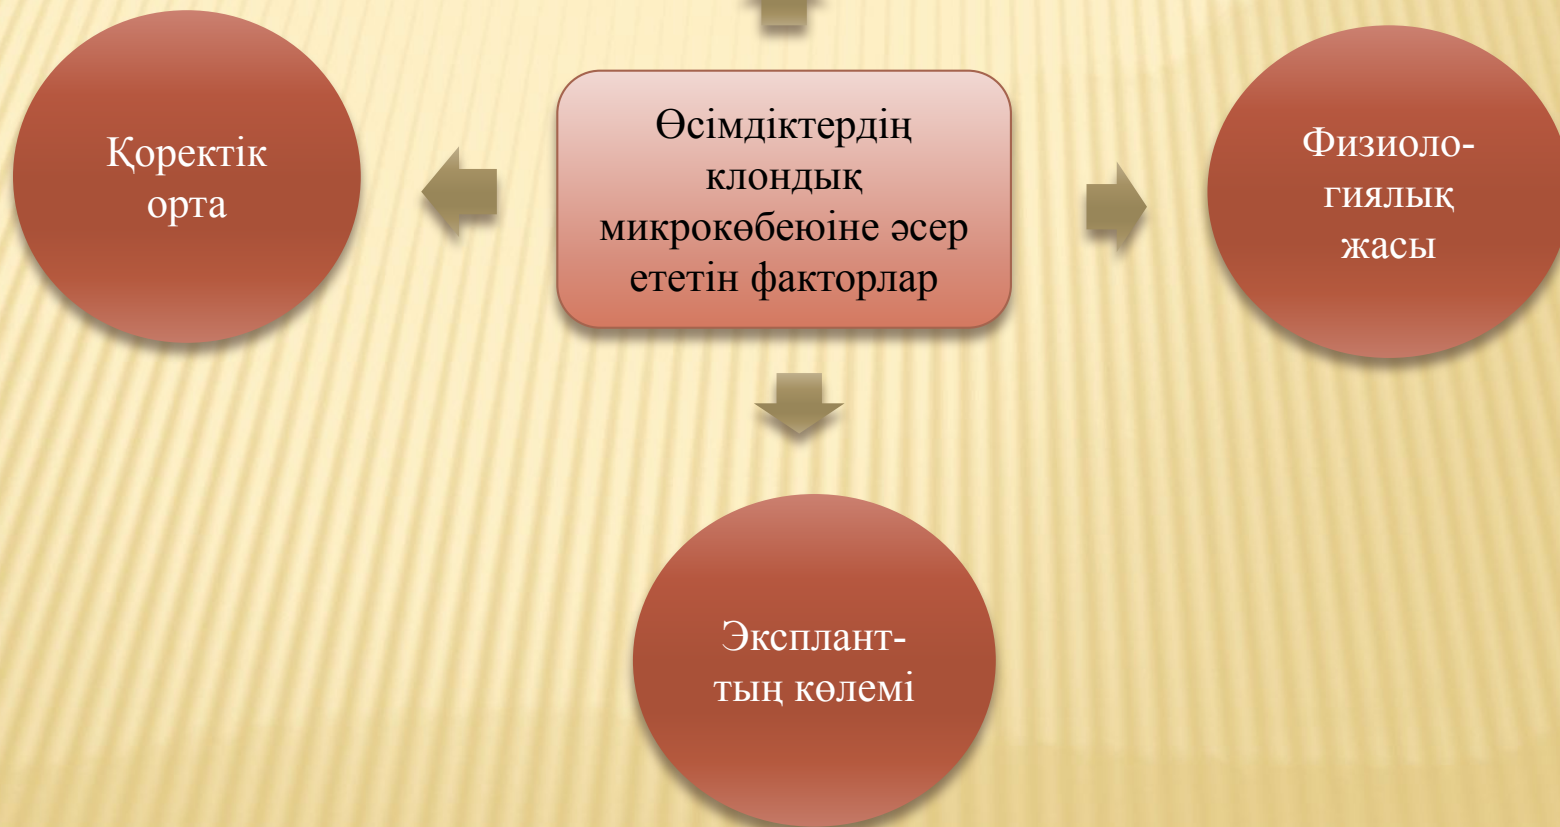 Қоректік
орта
Өсімдіктердің
клондық
микрокөбеюіне әсер
ететін факторлар
Физиоло-
гиялық
жасы
Эксплант-
тың көлемі